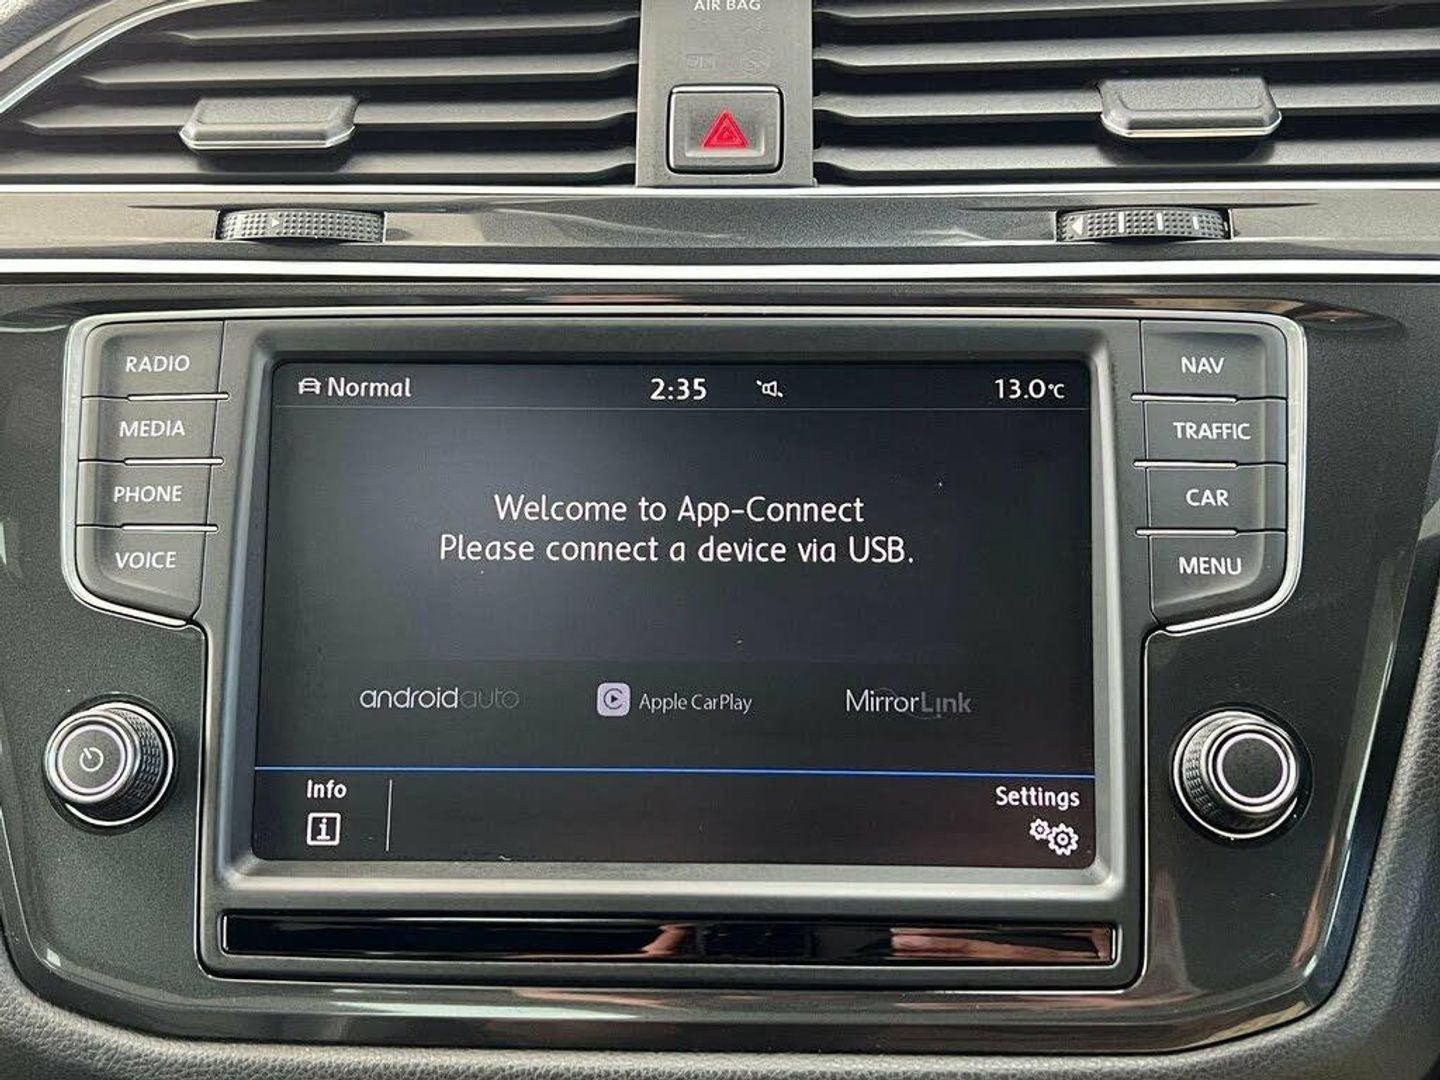 AIR BAG
RADIO
MEDIA
PHONE
VOICE
Normal 2:35 13.0°C
Welcome to App-Connect
Please connect a device via USB.
androidauto Apple CarPlay MirrorLink
Info
Settings
NAV
TRAFFIC
CAR
MENU